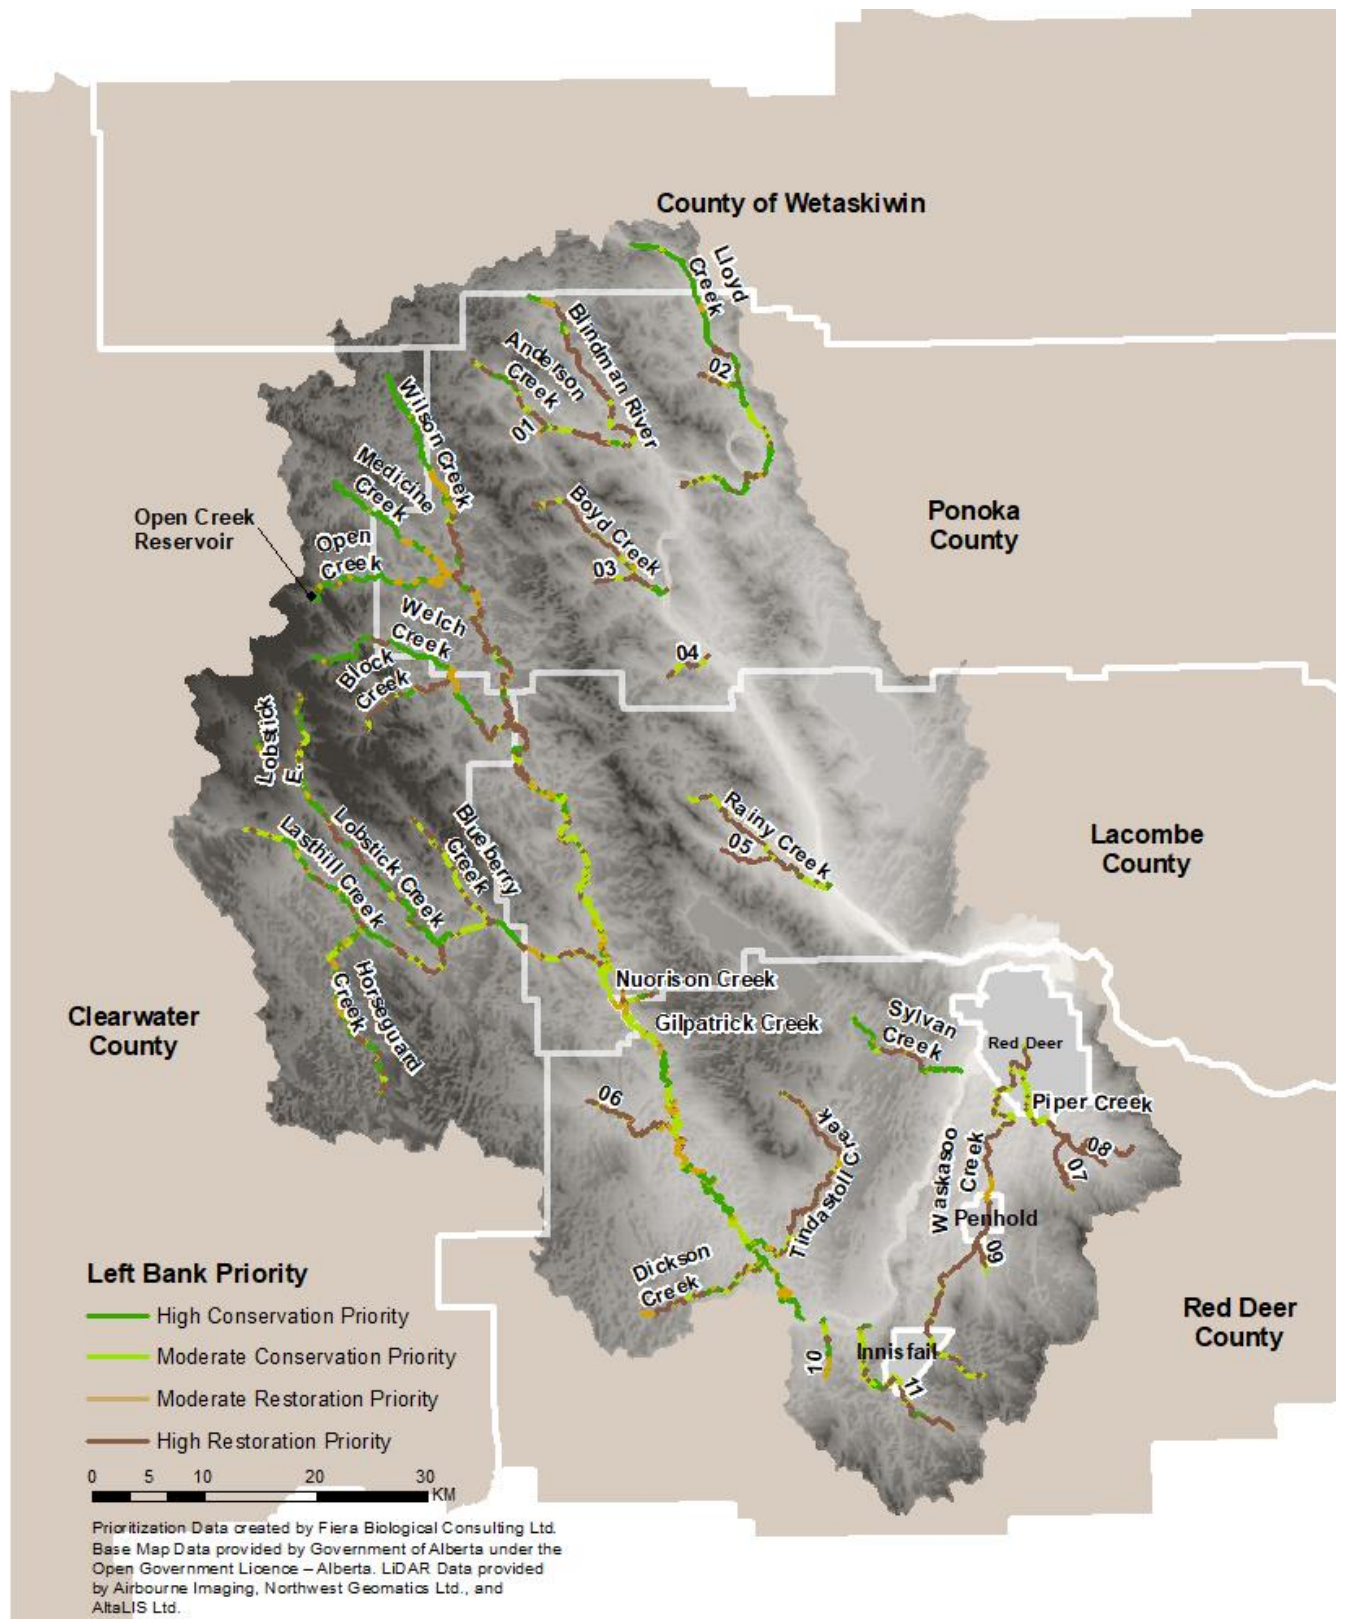 County of Wetaskiwin
Lloyd
Creek
Blindman River
Anderson
Creek
02
01
Wilson Creek
Medicine
Creek
Open Creek
Reservoir
Open
Creek
Boyd Creek
03
Ponoka
County
Welch
Creek
Block
Creek
04
Lobstick
E.
Lobstick Creek
Lasthill Creek
Blueberry
Creek
Rainy Creek
05
Lacombe
County
Horseguard
Creek
Nuorison Creek
Gilpatrick Creek
Clearwater
County
Sylvan
Creek
Red Deer
Piper Creek
06
Tindastoll Creek
Waskasoo
Creek
08
07
Penhold
09
Dickson
Creek
Red Deer
County
10
Innisfail
11
Left Bank Priority
High Conservation Priority
Moderate Conservation Priority
Moderate Restoration Priority
High Restoration Priority
0 5 10 20 30
KM
Prioritization Data created by Fiera Biological Consulting Ltd.
Base Map Data provided by Government of Alberta under the
Open Government Licence – Alberta. LiDAR Data provided
by Airbourne Imaging, Northwest Geomatics Ltd., and
AltaLIS Ltd.